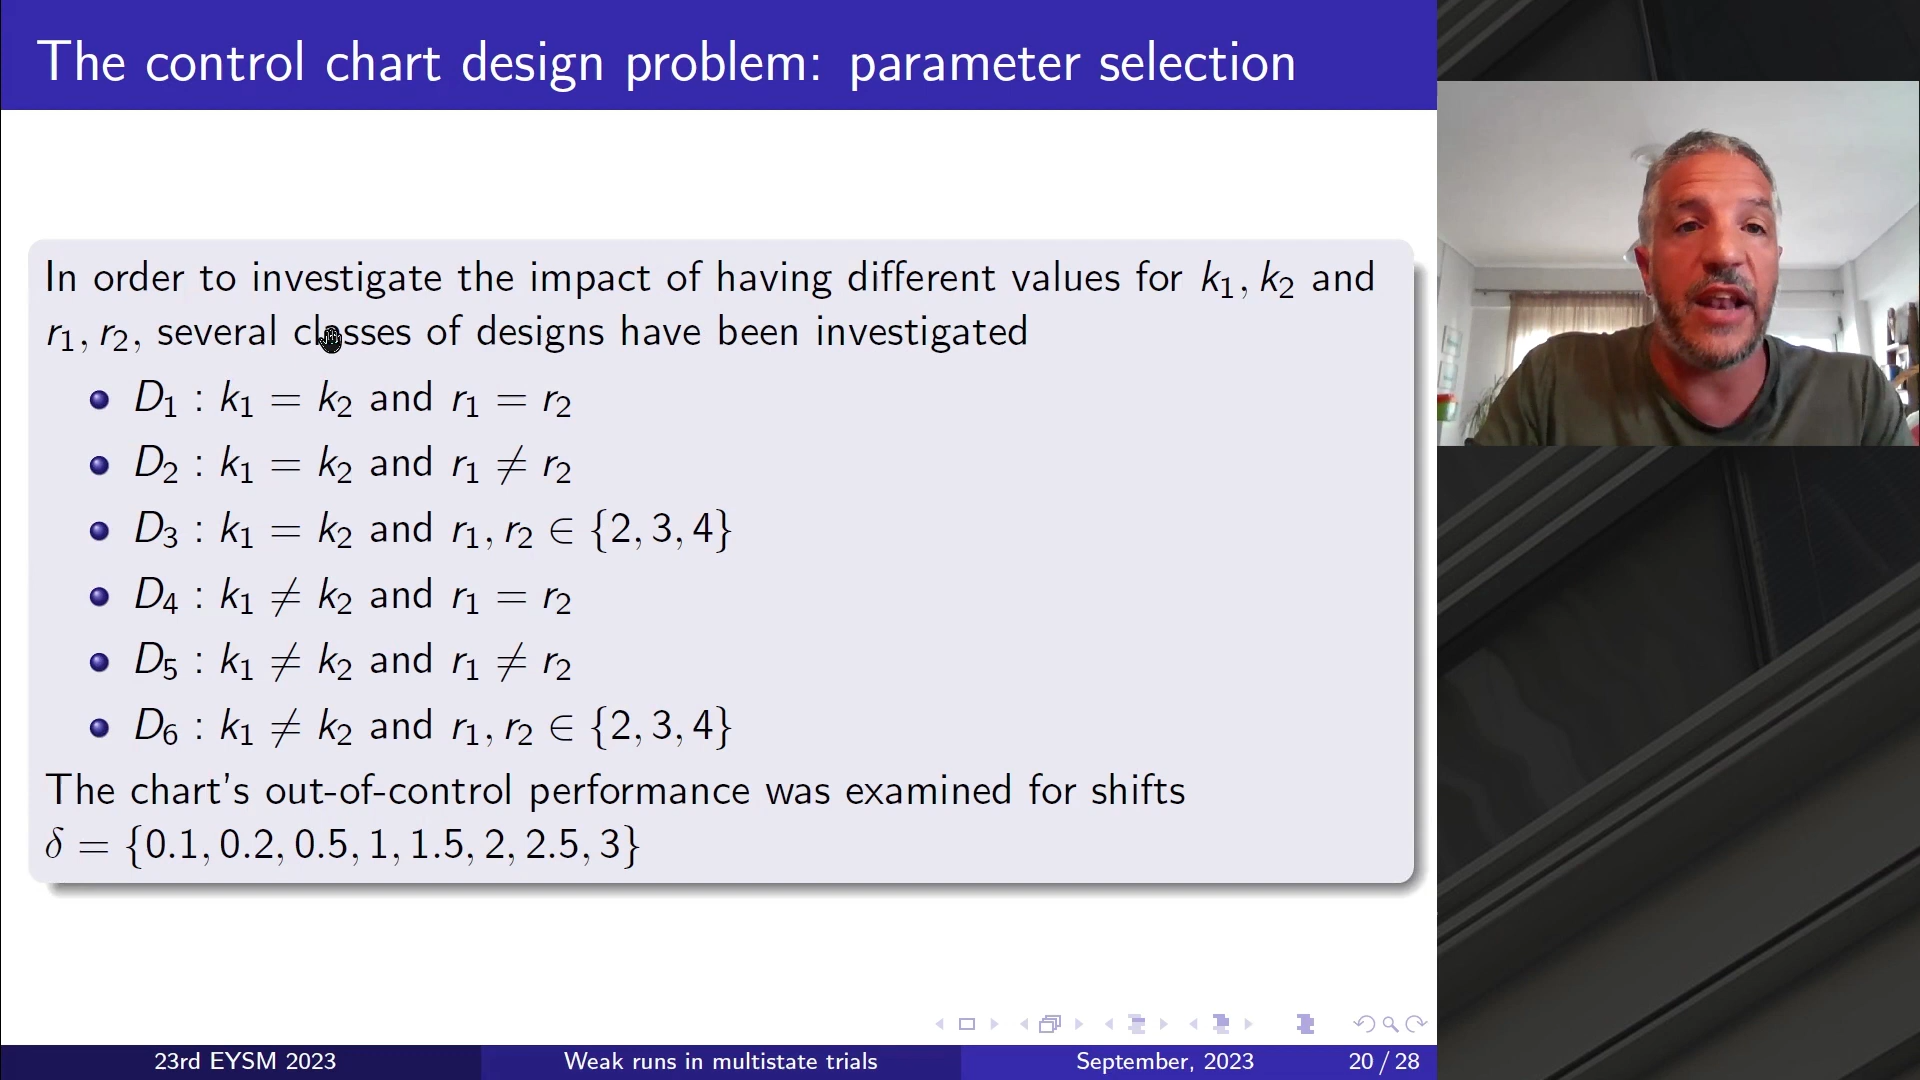 The control chart design problem: parameter selection
In order to investigate the impact of having different values for k₁, k₂ and
r₁, r₂, several classes of designs have been investigated
D₁ : k₁ = k₂ and r₁ = r₂
D₂ : k₁ = k₂ and r₁ ≠ r₂
D₃ : k₁ = k₂ and r₁, r₂ ∈ {2, 3, 4}
D₄ : k₁ ≠ k₂ and r₁ = r₂
D₅ : k₁ ≠ k₂ and r₁ ≠ r₂
D₆ : k₁ ≠ k₂ and r₁, r₂ ∈ {2, 3, 4}
The chart's out-of-control performance was examined for shifts
δ = {0.1, 0.2, 0.5, 1, 1.5, 2, 2.5, 3}
23rd EYSM 2023 Weak runs in multistate trials September, 2023 20 / 28